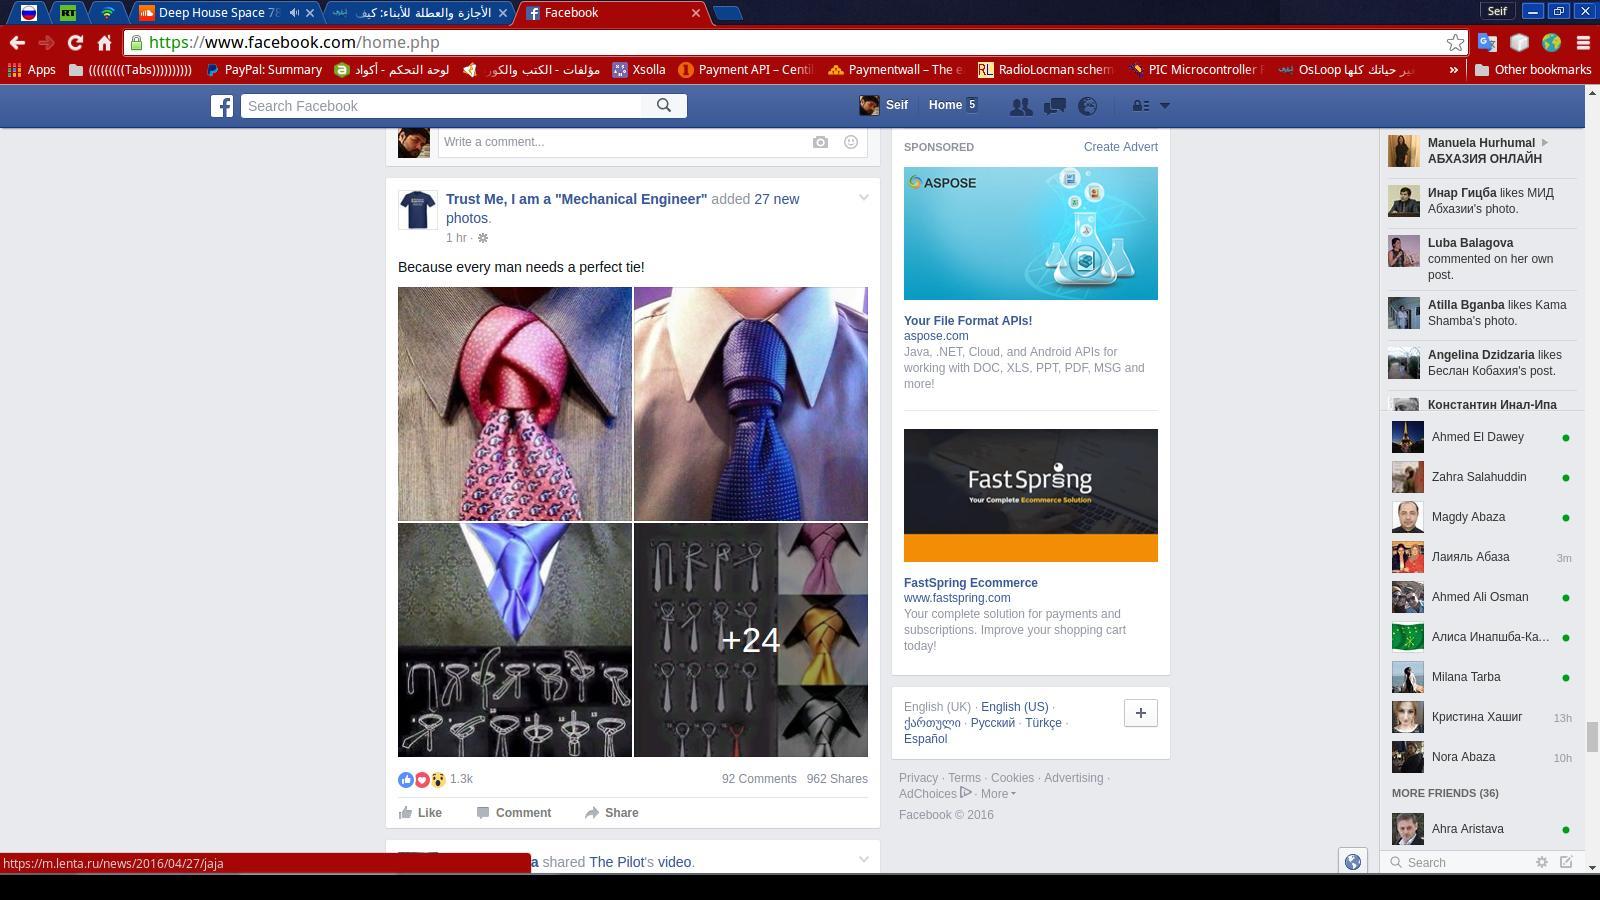 Deep House Space 78
الأجازة والعطلة للأبناء: كيف
Facebook
Seif
https://www.facebook.com/home.php
Apps
(((((((((Tabs))))))))))
PayPal: Summary
لوحة التحكم - أكواد
مؤلفات - الكتب والكور
Xsolla
Payment API – Centi
Paymentwall – The e
RadioLocman schem
PIC Microcontroller
OsLoop غير حياتك كلها
»
Other bookmarks
Search Facebook
Seif
Home 5
Write a comment...
Trust Me, I am a "Mechanical Engineer" added 27 new
photos.
1 hr ·
Because every man needs a perfect tie!
+24
1.3k
92 Comments 962 Shares
Like
Comment
Share
a shared The Pilot's video.
https://m.lenta.ru/news/2016/04/27/jaja
SPONSORED
Create Advert
ASPOSE
Your File Format APIs!
aspose.com
Java, .NET, Cloud, and Android APIs for
working with DOC, XLS, PPT, PDF, MSG and
more!
FastSpring
Your Complete Ecommerce Solution
FastSpring Ecommerce
www.fastspring.com
Your complete solution for payments and
subscriptions. Improve your shopping cart
today!
English (UK) · English (US) ·
ქართული · Русский · Türkçe ·
Español
+
Privacy · Terms · Cookies · Advertising ·
AdChoices · More
Facebook © 2016
Manuela Hurhumal
АБХАЗИЯ ОНЛАЙН
Инар Гицба likes МИД
Абхазии's photo.
Luba Balagova
commented on her own
post.
Atilla Bganba likes Kama
Shamba's photo.
Angelina Dzidzaria likes
Беслан Кобахия's post.
Константин Инал-Ипа
Ahmed El Dawey
Zahra Salahuddin
Magdy Abaza
Лаияль Абаза 3m
Ahmed Ali Osman
Алиса Инапшба-Ка...
Milana Tarba
Кристина Хашиг 13h
Nora Abaza 10h
MORE FRIENDS (36)
Ahra Aristava
Search